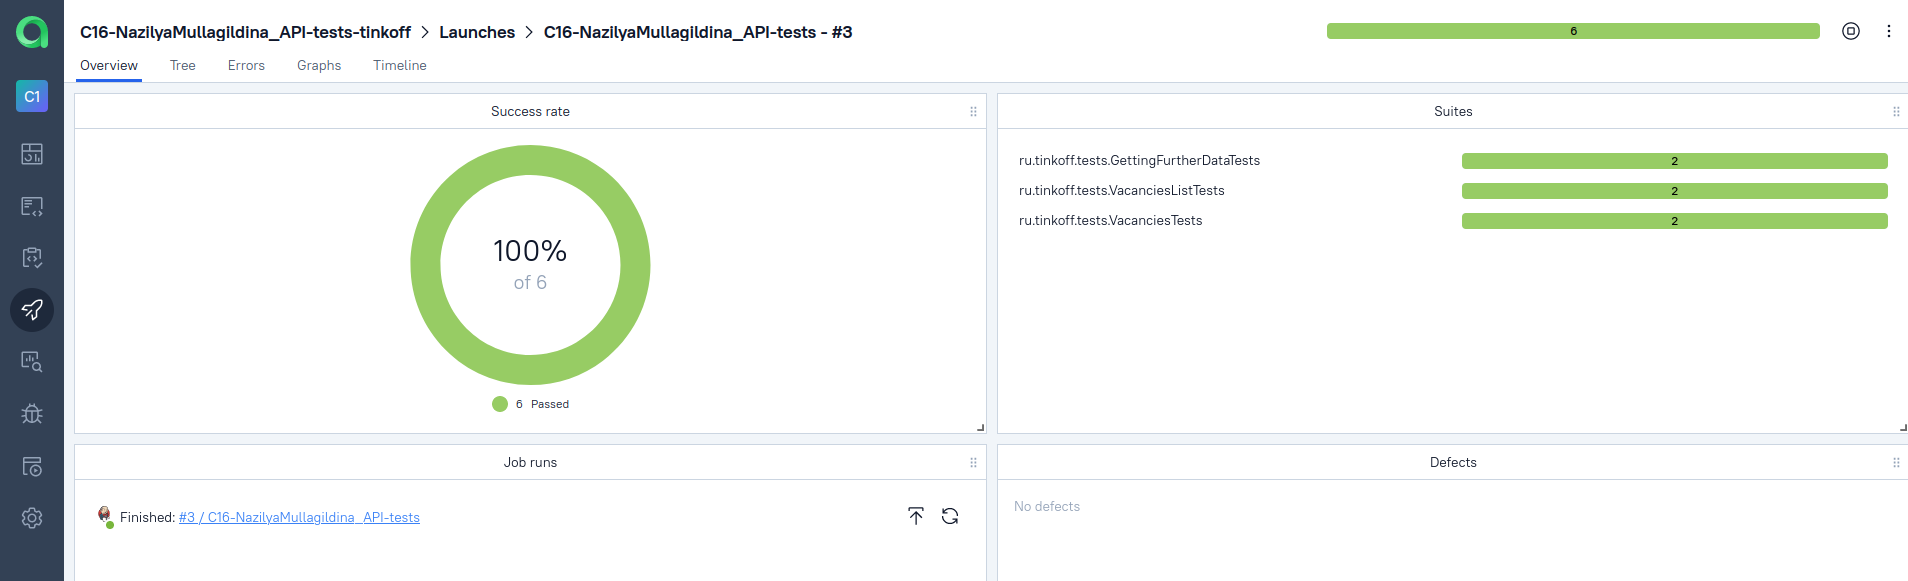 C16-NazilyaMullagildina_API-tests-tinkoff > Launches > C16-NazilyaMullagildina_API-tests - #3
6
Overview Tree Errors Graphs Timeline
C1
Success rate
100%
of 6
6 Passed
Suites
ru.tinkoff.tests.GettingFurtherDataTests 2
ru.tinkoff.tests.VacanciesListTests 2
ru.tinkoff.tests.VacanciesTests 2
Job runs
Finished: #3 / C16-NazilyaMullagildina_API-tests
Defects
No defects